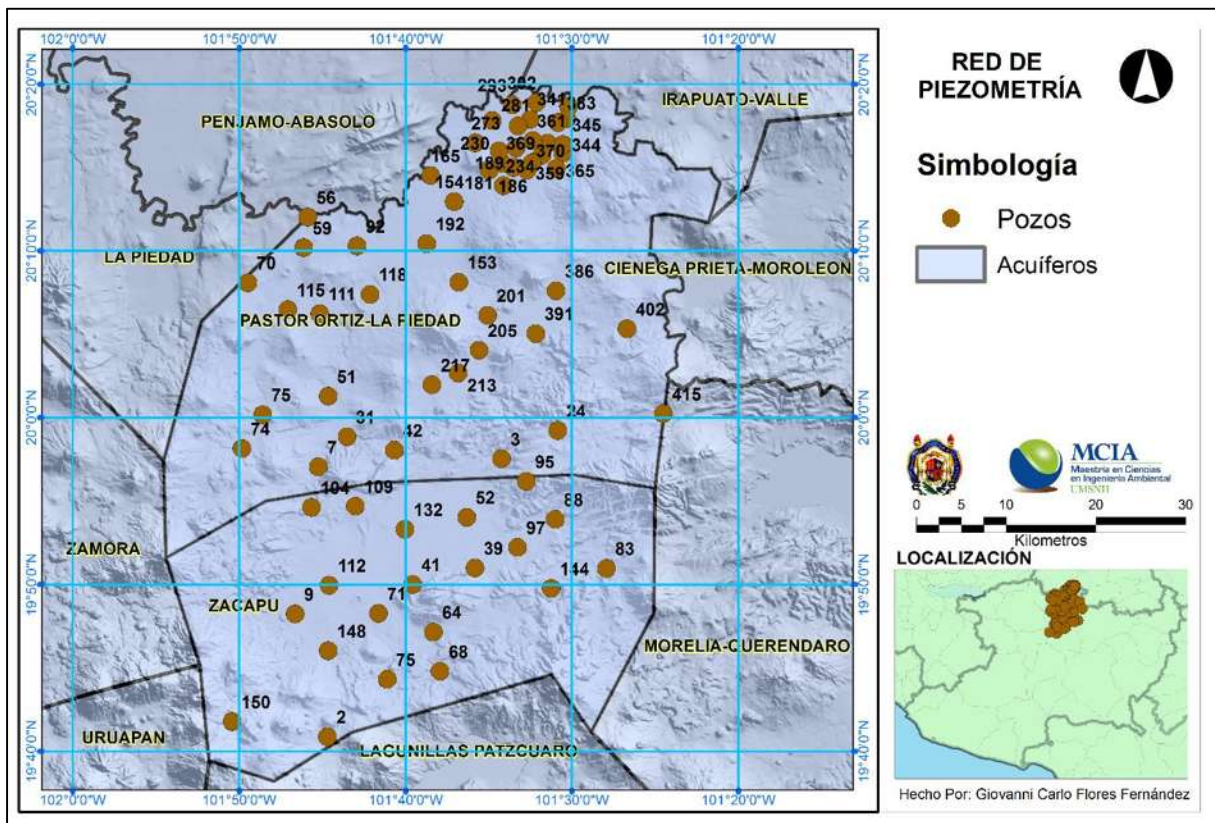 102°0'0"W 101°50'0"W 101°40'0"W 101°30'0"W 101°20'0"W
20°20'0"N
20°20'0"N
IRAPUATO-VALLE
PENJAMO-ABASOLO
281
341
383
273
361
345
230
369
344
370
165
189
234
359
365
154
181
186
56
192
59
92
20°10'0"N
20°10'0"N
LA PIEDAD
CIENEGA PRIETA-MOROLEON
70
153
386
118
115
111
201
391
402
PASTOR ORTIZ-LA PIEDAD
205
217
213
51
75
415
20°0'0"N
20°0'0"N
24
31
74
7
42
3
95
104
109
52
88
132
97
ZAMORA
39
83
19°50'0"N
19°50'0"N
112
41
144
ZACAPU
9
71
64
148
MORELIA-QUERENDARO
75
68
150
2
URUAPAN
LAGUNILLAS PATZCUARO
19°40'0"N
19°40'0"N
102°0'0"W 101°50'0"W 101°40'0"W 101°30'0"W 101°20'0"W
RED DE
PIEZOMETRÍA
Simbología
Pozos
Acuíferos
MCIA
Maestría en Ciencias
en Ingeniería Ambiental
UMSNH
0 5 10 20 30
Kilometros
LOCALIZACIÓN
Hecho Por: Giovanni Carlo Flores Fernández